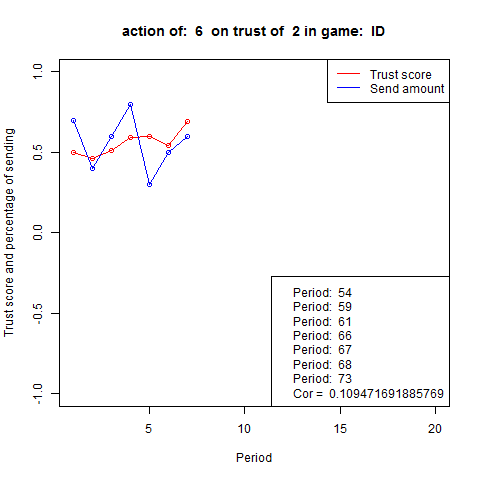 action of:  6  on trust of  2 in game:  ID
Trust score
Send amount
Trust score and percentage of sending
1.0
0.5
0.0
-0.5
-1.0
Period: 54
Period: 59
Period: 61
Period: 66
Period: 67
Period: 68
Period: 73
Cor = 0.109471691885769
5
10
15
20
Period